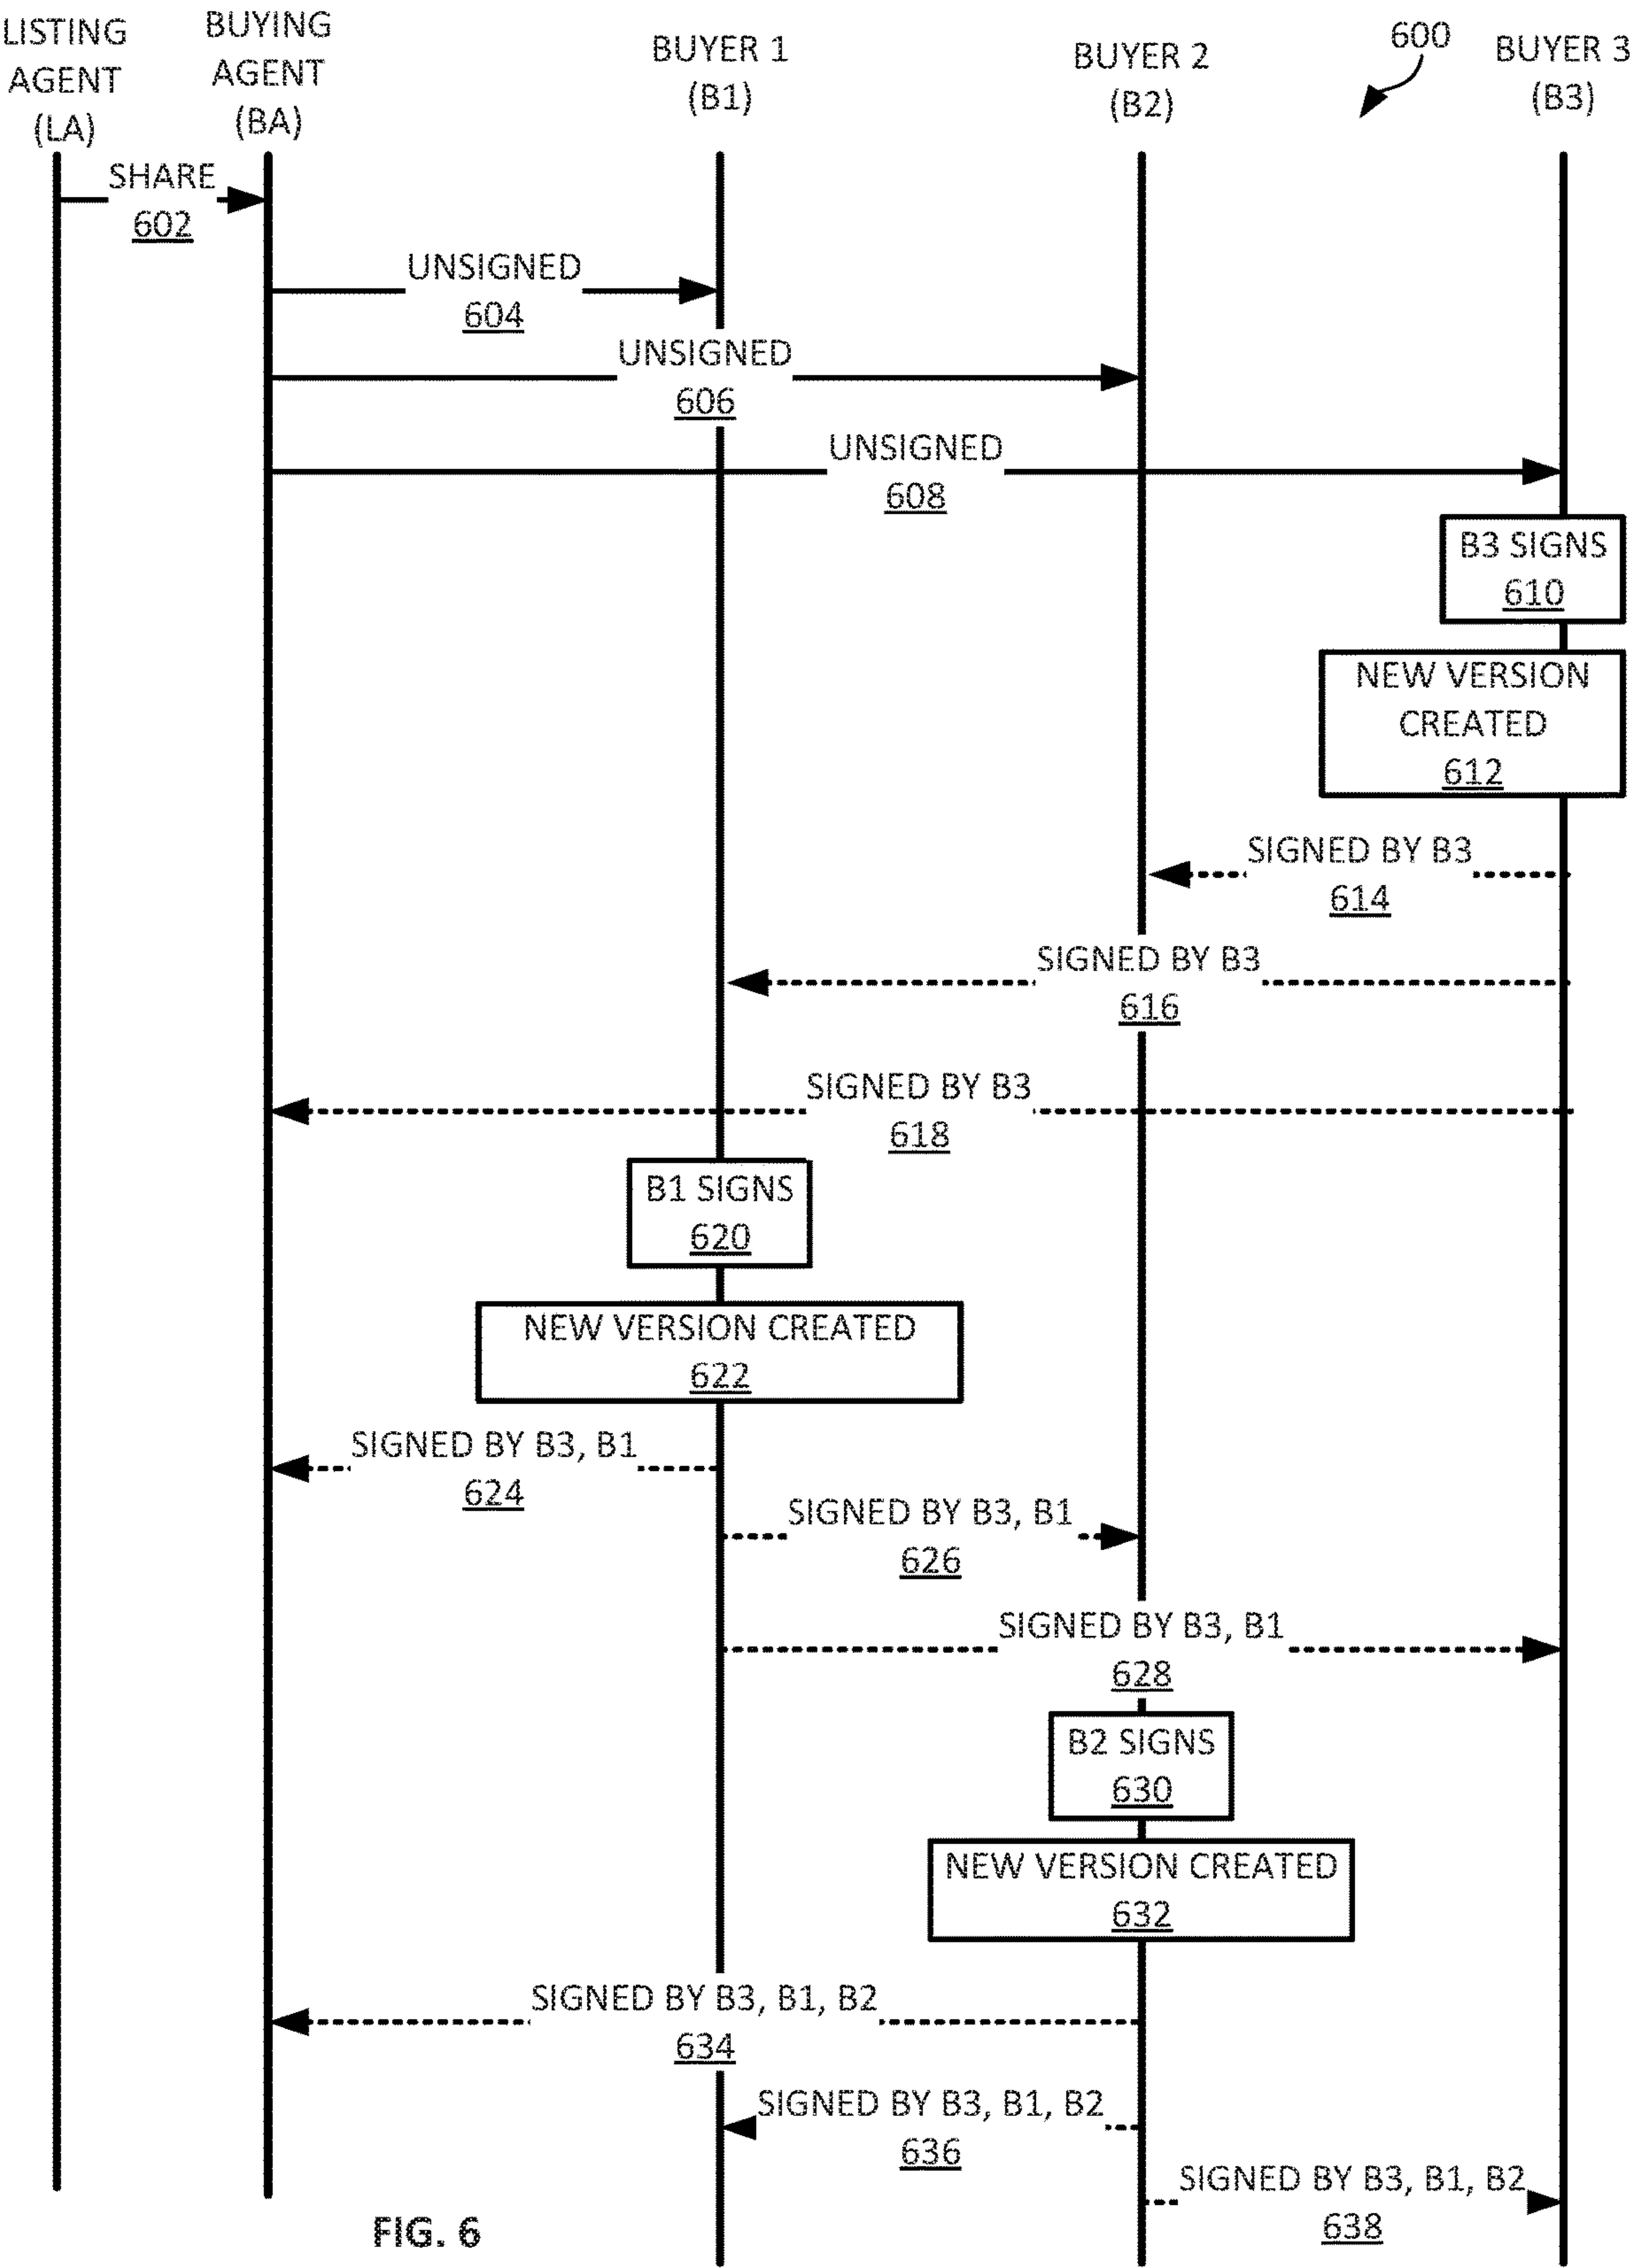 LISTING
AGENT
(LA)
BUYING
AGENT
(BA)
BUYER 1
(B1)
BUYER 2
(B2)
600
BUYER 3
(B3)
SHARE
602
UNSIGNED
604
UNSIGNED
606
UNSIGNED
608
B3 SIGNS
610
NEW VERSION
CREATED
612
SIGNED BY B3
614
SIGNED BY B3
616
SIGNED BY B3
618
B1 SIGNS
620
NEW VERSION CREATED
622
SIGNED BY B3, B1
624
SIGNED BY B3, B1
626
SIGNED BY B3, B1
628
B2 SIGNS
630
NEW VERSION CREATED
632
SIGNED BY B3, B1, B2
634
SIGNED BY B3, B1, B2
636
SIGNED BY B3, B1, B2
638
FIG. 6